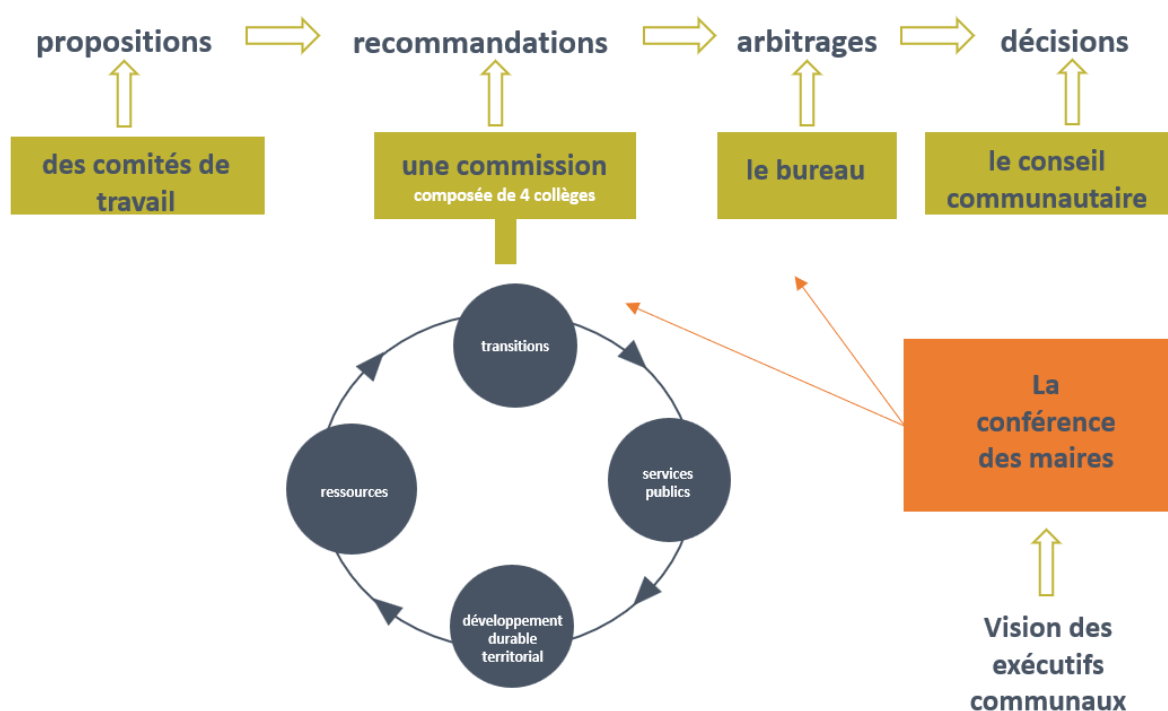 propositions
recommandations
arbitrages
décisions
des comités de
travail
une commission
composée de 4 collèges
le bureau
le conseil
communautaire
transitions
services
publics
développement
durable
territorial
ressources
La
conférence
des maires
Vision des
exécutifs
communaux